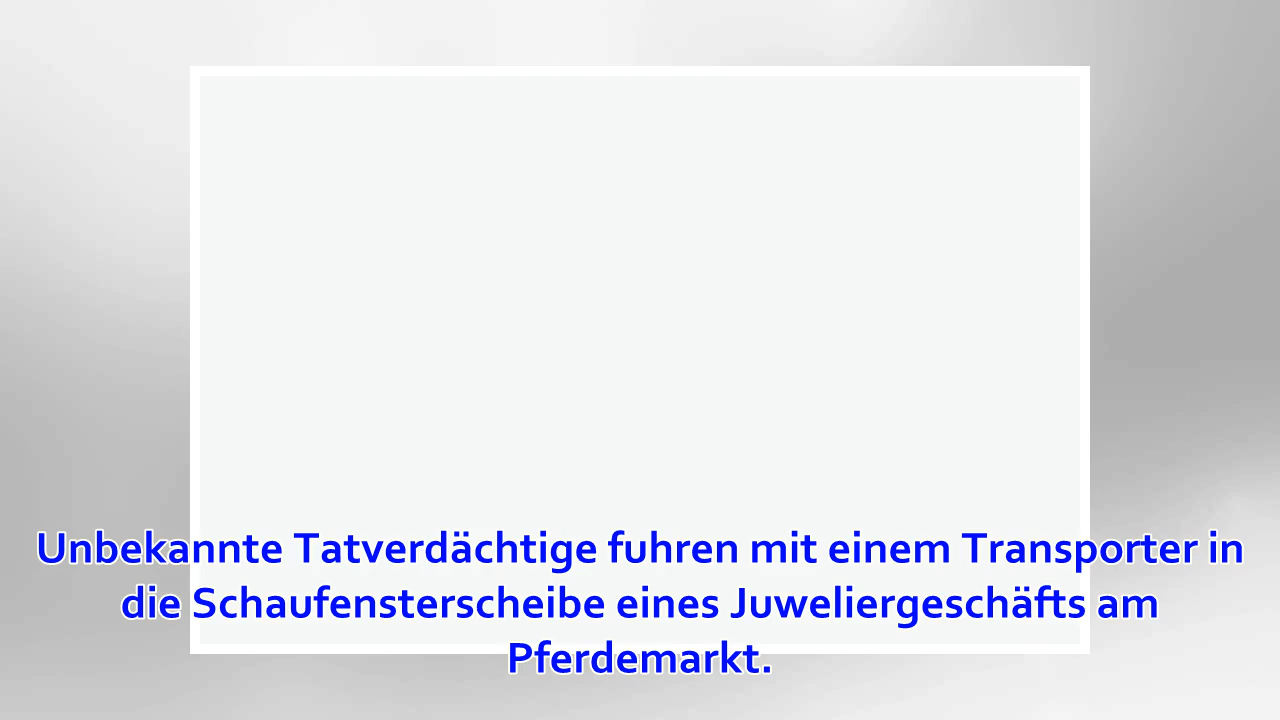 Unbekannte Tatverdächtige fuhren mit einem Transporter in
die Schaufensterscheibe eines Juweliergeschäfts am
Pferdemarkt.